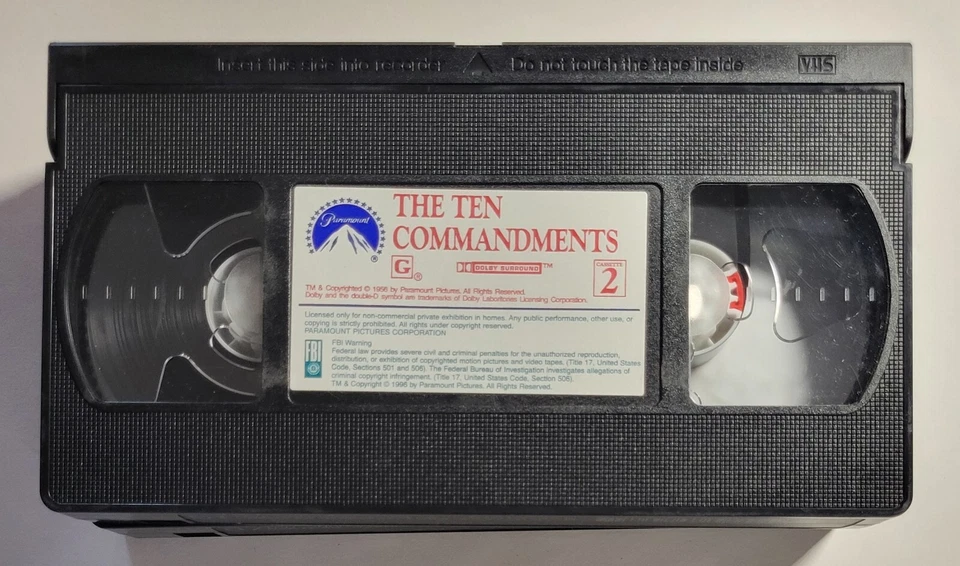 Insert this side into recorder Do not touch the tape inside VHS
Paramount
®
THE TEN
COMMANDMENTS
G ® DOLBY SURROUND ™ CASSETTE 2
TM & Copyrighted © 1956 by Paramount Pictures. All Rights Reserved.
Dolby and the double-D symbol are trademarks of Dolby Laboratories Licensing Corporation.
Licensed only for non-commercial private exhibition in homes. Any public performance, other use, or
copying is strictly prohibited. All rights under copyright reserved.
PARAMOUNT PICTURES CORPORATION
FBI
FBI Warning
Federal law provides severe civil and criminal penalties for the unauthorized reproduction,
distribution, or exhibition of copyrighted motion pictures and video tapes. (Title 17, United States
Code, Sections 501 and 506). The Federal Bureau of Investigation investigates allegations of
criminal copyright infringement. (Title 17, United States Code, Section 506).
TM & Copyright © 1996 by Paramount Pictures. All Rights Reserved.